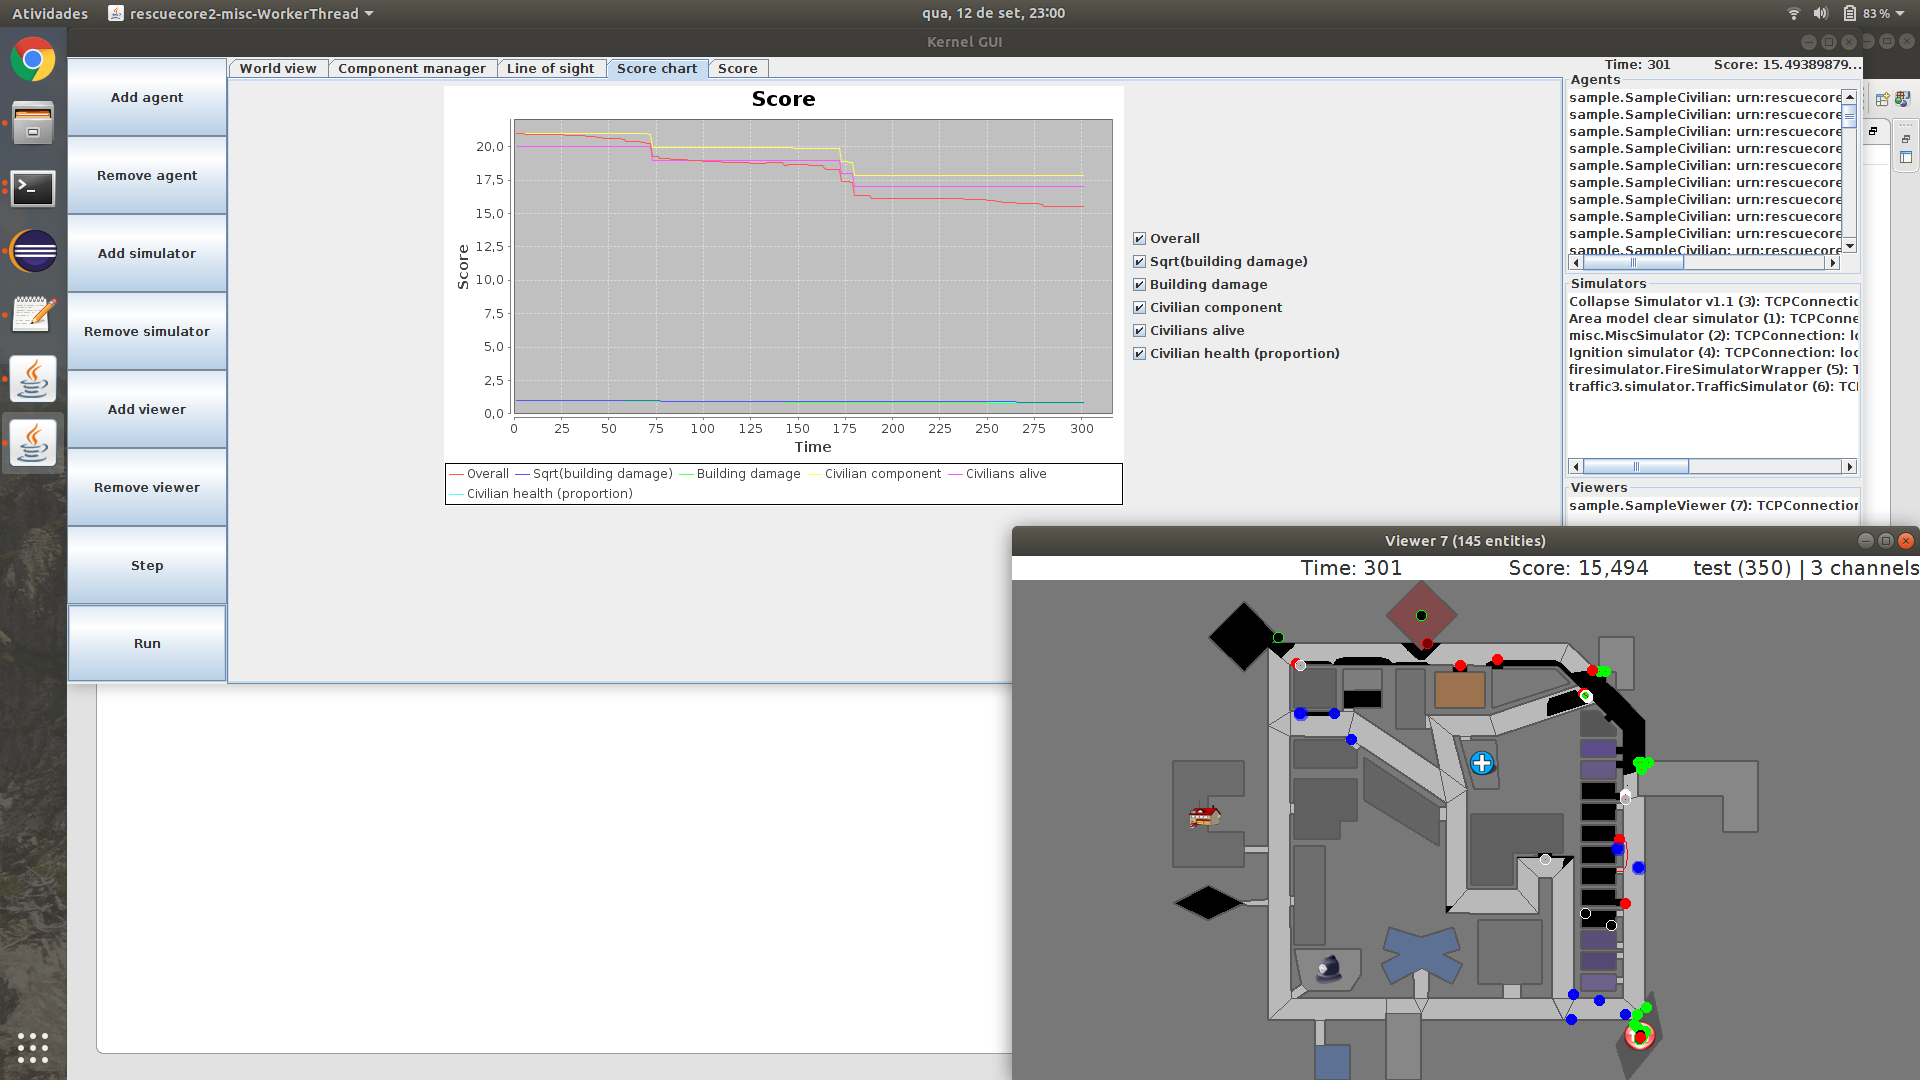 Atividades
rescuecore2-misc-WorkerThread
qua, 12 de set, 23:00
83 %
Kernel GUI
Add agent
Remove agent
Add simulator
Remove simulator
Add viewer
Remove viewer
Step
Run
World view
Component manager
Line of sight
Score chart
Score
Time: 301
Score: 15.49389879...
Score
Score
20,0
17,5
15,0
12,5
10,0
7,5
5,0
2,5
0,0
0 25 50 75 100 125 150 175 200 225 250 275 300
Time
Overall Sqrt(building damage) Building damage Civilian component Civilians alive
Civilian health (proportion)
Overall
Sqrt(building damage)
Building damage
Civilian component
Civilians alive
Civilian health (proportion)
Agents
sample.SampleCivilian: urn:rescuecore
sample.SampleCivilian: urn:rescuecore
sample.SampleCivilian: urn:rescuecore
sample.SampleCivilian: urn:rescuecore
sample.SampleCivilian: urn:rescuecore
sample.SampleCivilian: urn:rescuecore
sample.SampleCivilian: urn:rescuecore
sample.SampleCivilian: urn:rescuecore
sample.SampleCivilian: urn:rescuecore
sample.SampleCivilian: urn:rescuecore
Simulators
Collapse Simulator v1.1 (3): TCPConnectic
Area model clear simulator (1): TCPConne
misc.MiscSimulator (2): TCPConnection: lo
Ignition simulator (4): TCPConnection: loc
firesimulator.FireSimulatorWrapper (5): T
traffic3.simulator.TrafficSimulator (6): TCI
Viewers
sample.SampleViewer (7): TCPConnection
Viewer 7 (145 entities)
Time: 301
Score: 15,494
test (350) | 3 channels